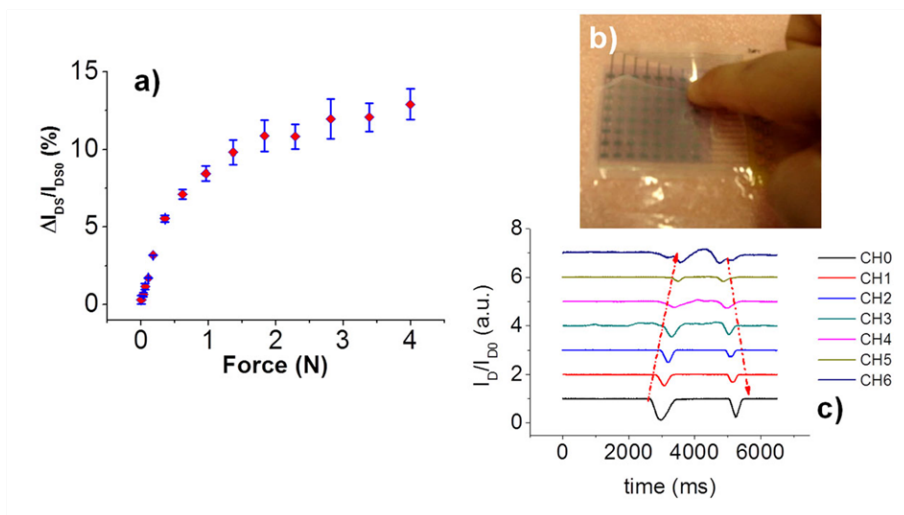 a)
ΔI_DS/I_DS0 (%)
15
10
5
0
0 1 2 3 4
Force (N)
b)
I_D/I_D0 (a.u.)
8
6
4
2
0
0 2000 4000 6000
time (ms)
CH0
CH1
CH2
CH3
CH4
CH5
CH6
c)